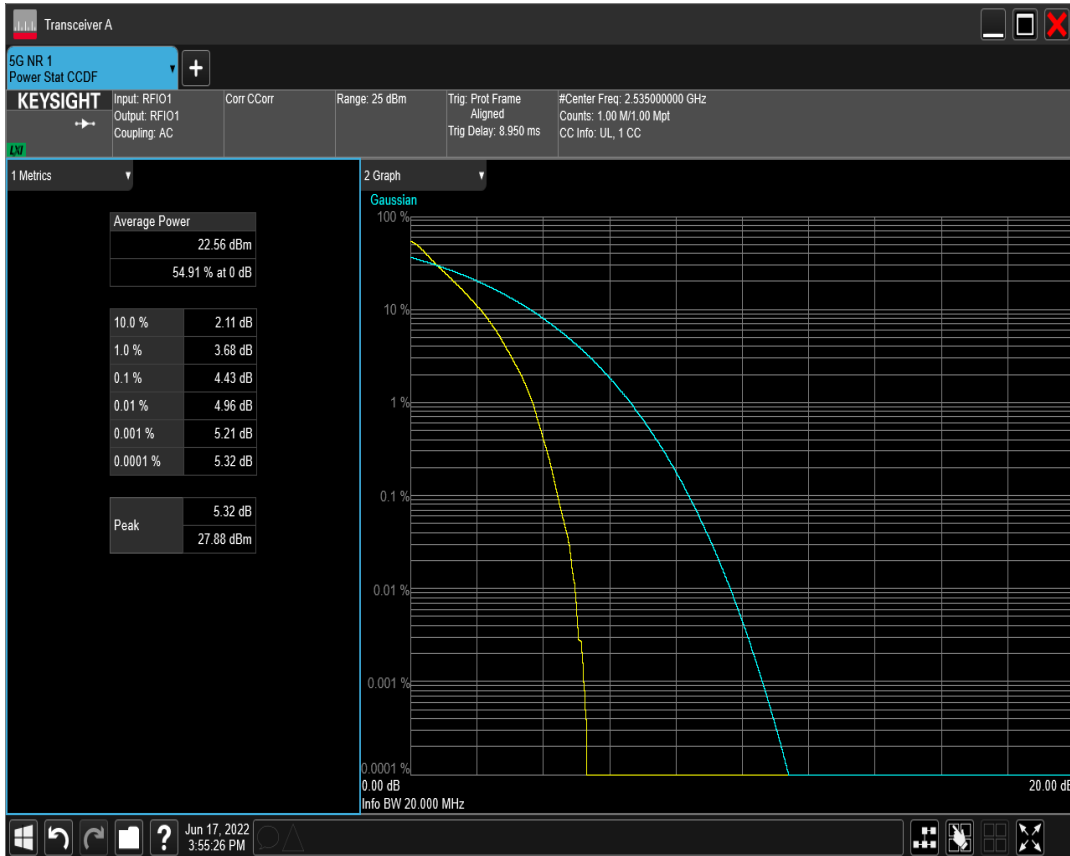 Transceiver A
5G NR 1
Power Stat CCDF
KEYSIGHT
LXI
Input: RFIO1
Output: RFIO1
Coupling: AC
Corr CCorr
Range: 25 dBm
Trig: Prot Frame
Aligned
Trig Delay: 8.950 ms
#Center Freq: 2.535000000 GHz
Counts: 1.00 M/1.00 Mpt
CC Info: UL, 1 CC
1 Metrics
Average Power
22.56 dBm
54.91 % at 0 dB
10.0 % 2.11 dB
1.0 % 3.68 dB
0.1 % 4.43 dB
0.01 % 4.96 dB
0.001 % 5.21 dB
0.0001 % 5.32 dB
Peak 5.32 dB
27.88 dBm
2 Graph
Gaussian
100 %
10 %
1 %
0.1 %
0.01 %
0.001 %
0.0001 %
0.00 dB 20.00 dB
Info BW 20.000 MHz
?
Jun 17, 2022
3:55:26 PM